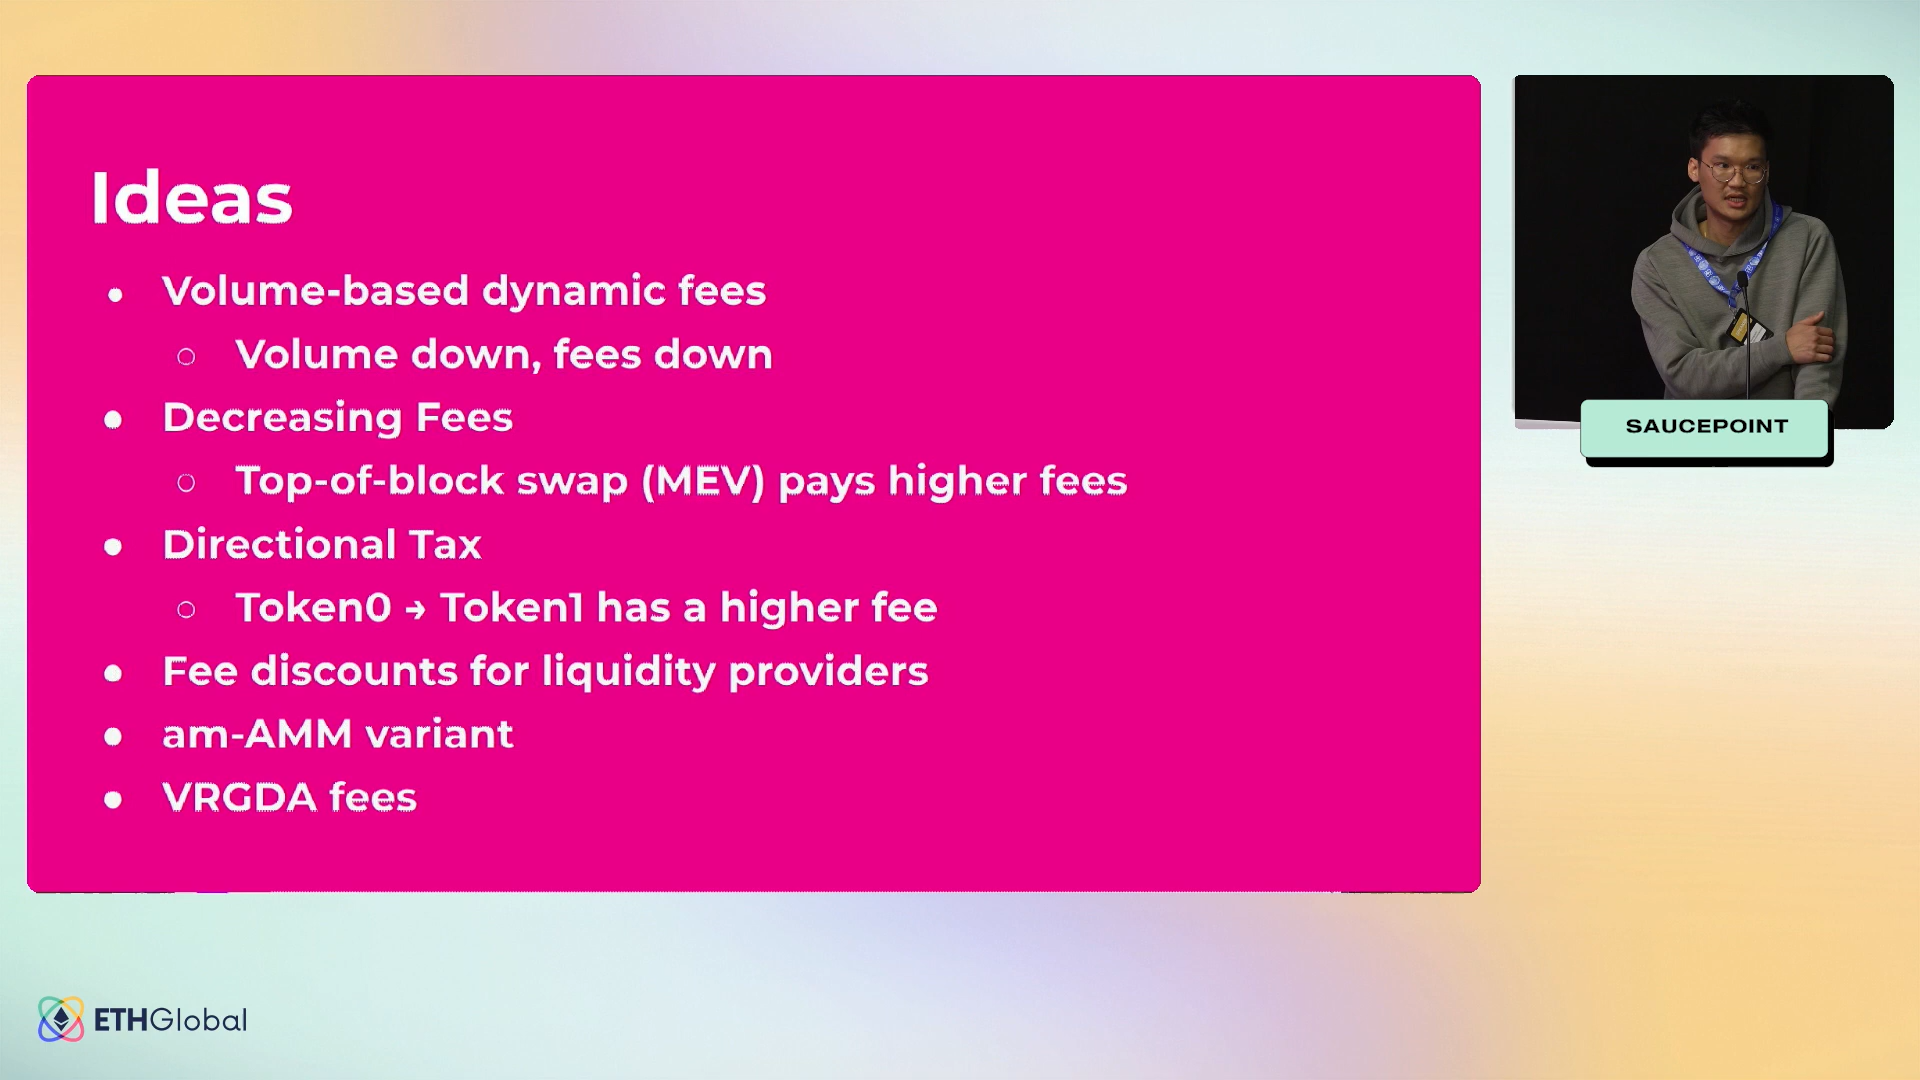 Ideas
● Volume-based dynamic fees
○ Volume down, fees down
● Decreasing Fees
○ Top-of-block swap (MEV) pays higher fees
● Directional Tax
○ Token0 → Token1 has a higher fee
● Fee discounts for liquidity providers
● am-AMM variant
● VRGDA fees
SAUCEPOINT
ETHGlobal